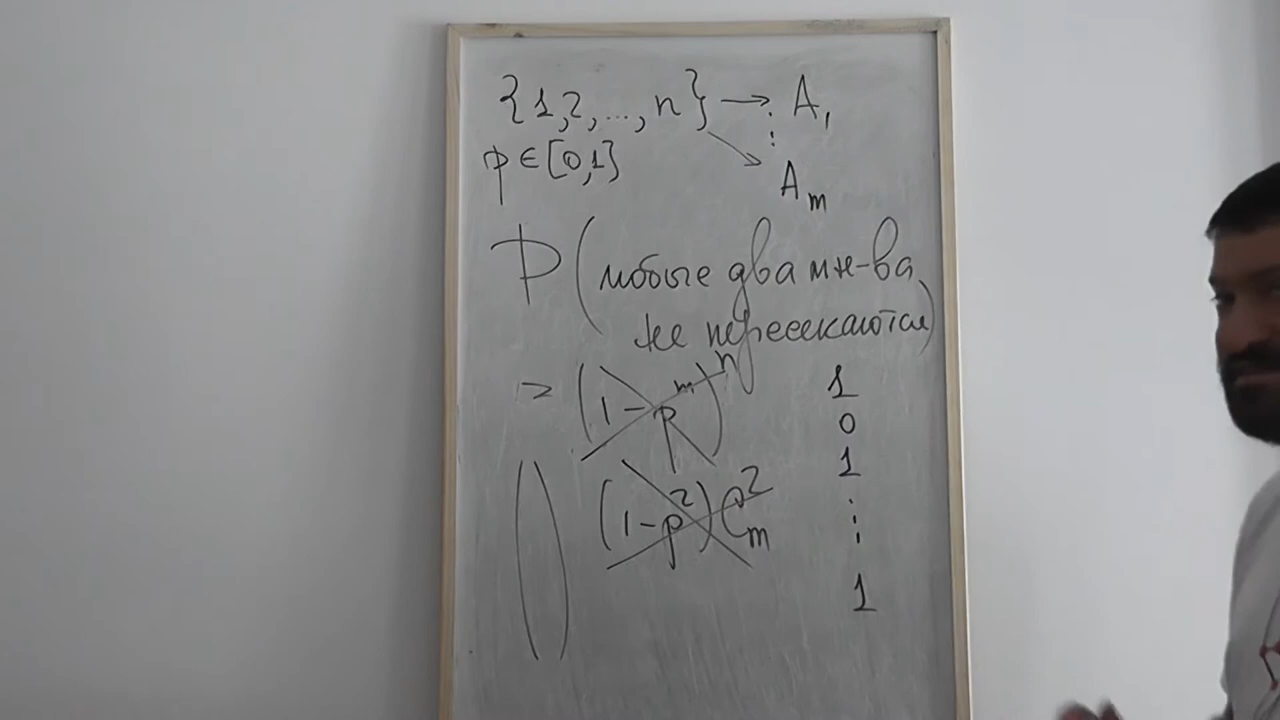 {1,2,...,n} → A₁
p∈[0,1] ⋮
↘ Aₘ
P(любые два мн-ва
не пересекаются)
= (1-pᵐ)ⁿ
(1-p²)C²ₘ
( )
1
0
1
⋮
1